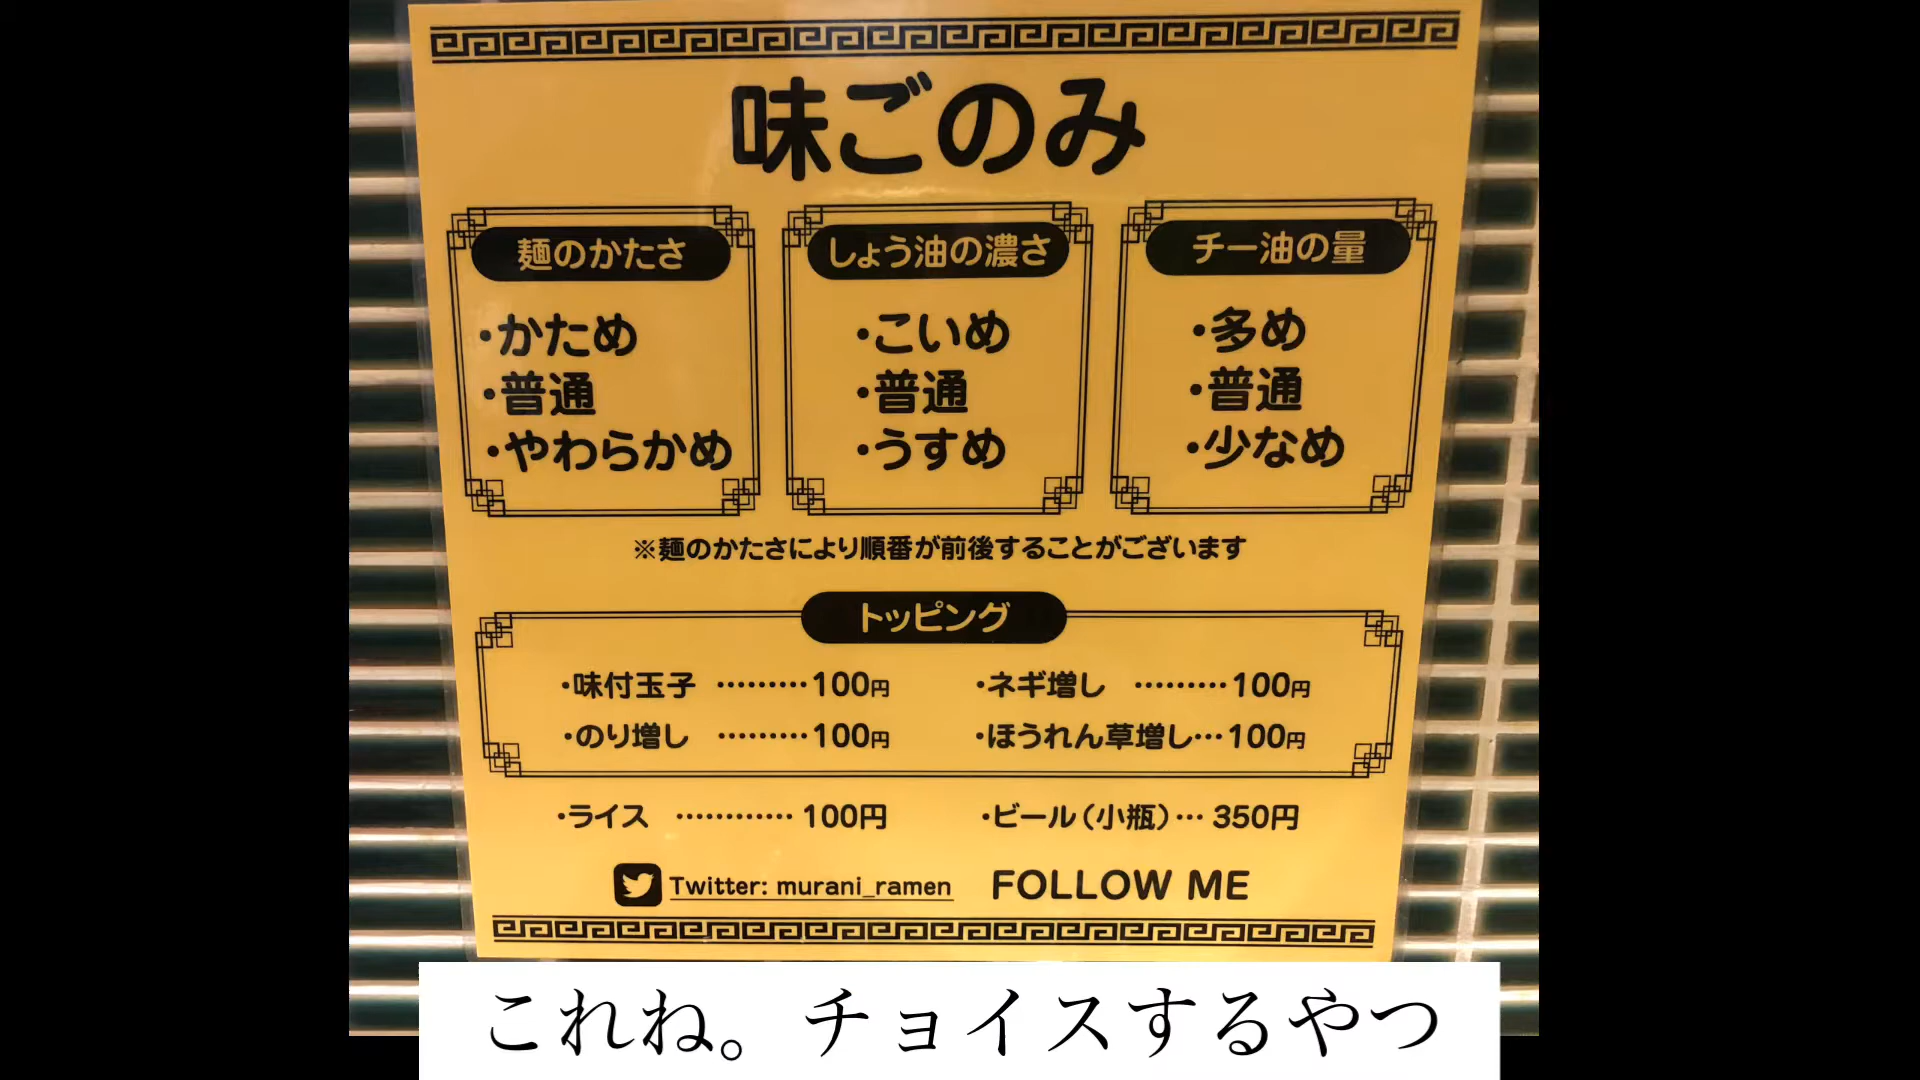 味ごのみ
麺のかたさ
・かため
・普通
・やわらかめ
しょう油の濃さ
・こいめ
・普通
・うすめ
チー油の量
・多め
・普通
・少なめ
※麺のかたさにより順番が前後することがございます
トッピング
・味付玉子 ………100円
・ネギ増し ………100円
・のり増し ………100円
・ほうれん草増し…100円
・ライス …………100円
・ビール(小瓶)…350円
Twitter: murani_ramen FOLLOW ME
これね。チョイスするやつ